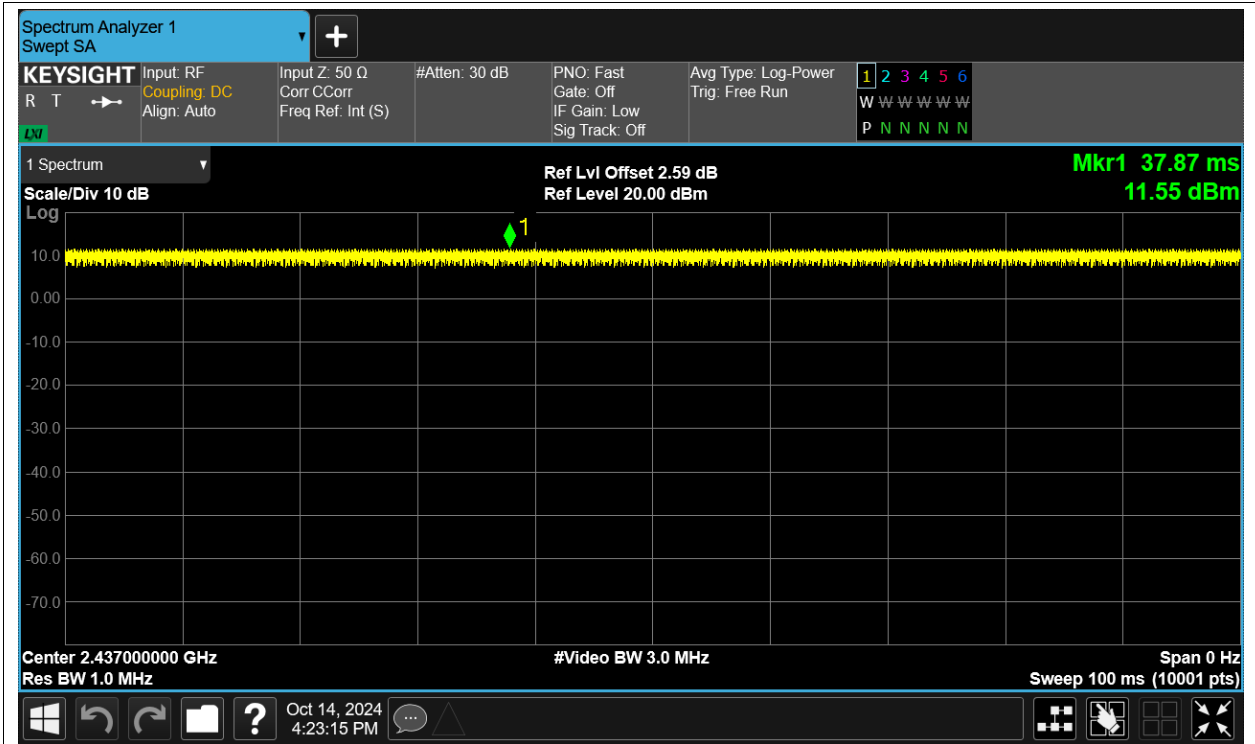 Spectrum Analyzer 1
Swept SA
KEYSIGHT
R T
LXI
Input: RF
Coupling: DC
Align: Auto
Input Z: 50 Ω
Corr CCorr
Freq Ref: Int (S)
#Atten: 30 dB
PNO: Fast
Gate: Off
IF Gain: Low
Sig Track: Off
Avg Type: Log-Power
Trig: Free Run
1 2 3 4 5 6
W W W W W W
P N N N N N
1 Spectrum
Scale/Div 10 dB
Log
Ref Lvl Offset 2.59 dB
Ref Level 20.00 dBm
Mkr1 37.87 ms
11.55 dBm
1
10.0
0.00
-10.0
-20.0
-30.0
-40.0
-50.0
-60.0
-70.0
Center 2.437000000 GHz
Res BW 1.0 MHz
#Video BW 3.0 MHz
Span 0 Hz
Sweep 100 ms (10001 pts)
?
Oct 14, 2024
4:23:15 PM